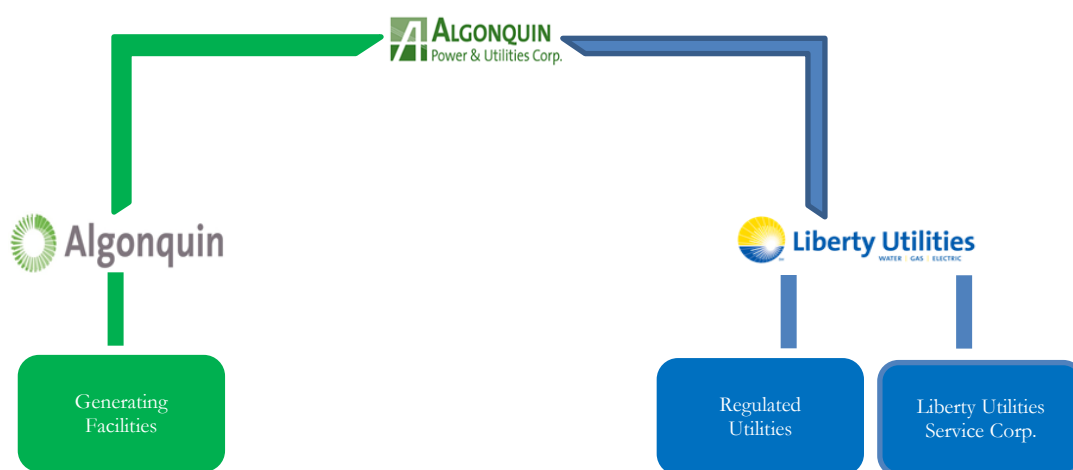 ALGONQUIN
Power & Utilities Corp.
Algonquin
Liberty Utilities
WATER | GAS | ELECTRIC
Generating
Facilities
Regulated
Utilities
Liberty Utilities
Service Corp.